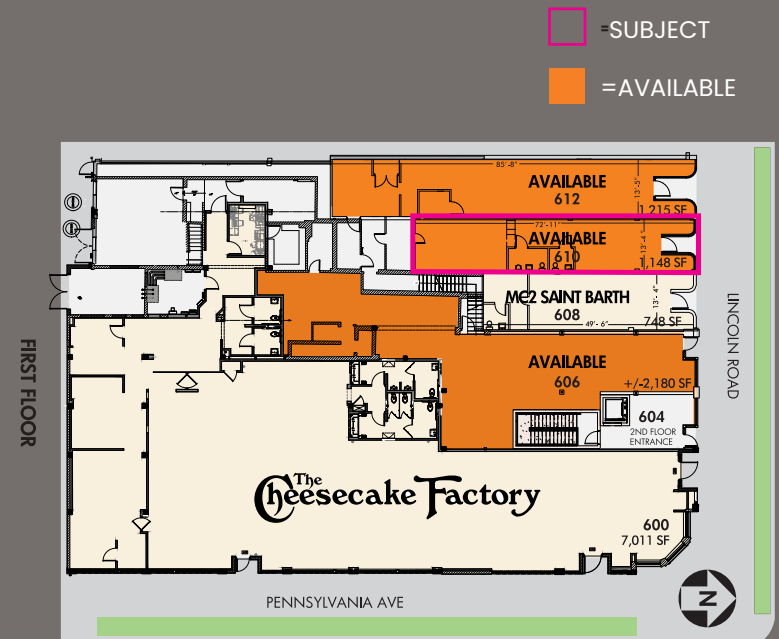 =SUBJECT
=AVAILABLE
85'-8"
AVAILABLE
612
13'-5"
1,215 SF
72'-11"
AVAILABLE
610
13'-4"
1,148 SF
MC2 SAINT BARTH
608
13'-4"
49'-6"
748 SF
AVAILABLE
606
+/-2,180 SF
604
2ND FLOOR
ENTRANCE
The
Cheesecake Factory
600
7,011 SF
FIRST FLOOR
LINCOLN ROAD
PENNSYLVANIA AVE
N